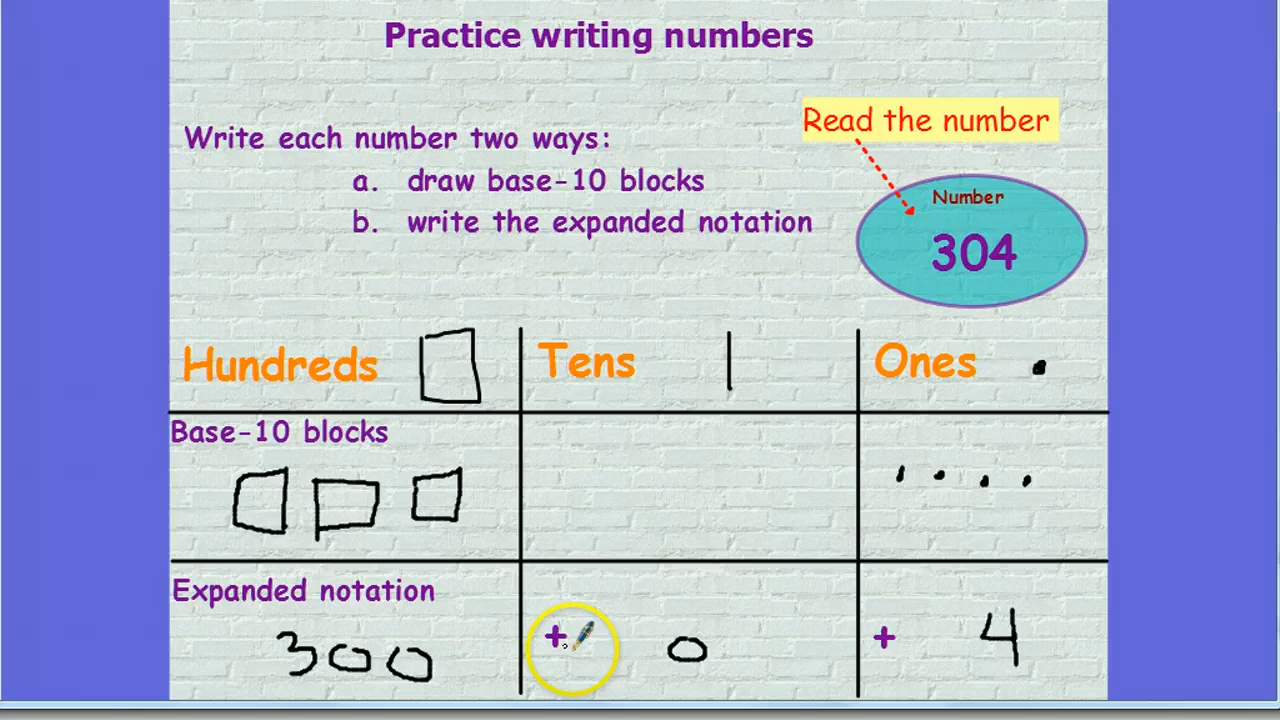 Practice writing numbers
Read the number
Write each number two ways:
a. draw base-10 blocks
b. write the expanded notation
Number
304
Hundreds
Tens
Ones
Base-10 blocks
Expanded notation
300 + 0 + 4